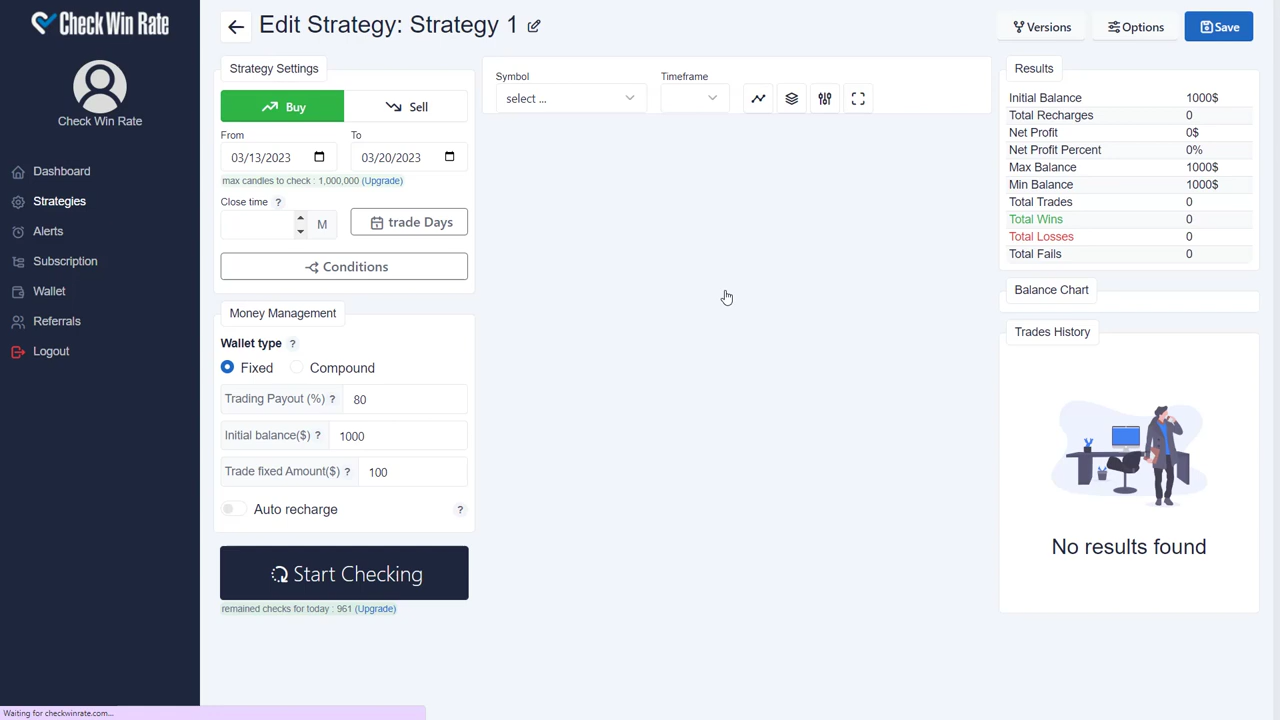 Check Win Rate
Check Win Rate
Dashboard
Strategies
Alerts
Subscription
Wallet
Referrals
Logout
Edit Strategy: Strategy 1
Versions
Options
Save
Strategy Settings
Buy
Sell
From
To
03/13/2023
03/20/2023
max candles to check : 1,000,000 (Upgrade)
Close time ?
M
trade Days
Conditions
Money Management
Wallet type ?
Fixed
Compound
Trading Payout (%) ? 80
Initial balance($) ? 1000
Trade fixed Amount($) ? 100
Auto recharge ?
Start Checking
remained checks for today : 961 (Upgrade)
Symbol
Timeframe
select ...
Results
Initial Balance 1000$
Total Recharges 0
Net Profit 0$
Net Profit Percent 0%
Max Balance 1000$
Min Balance 1000$
Total Trades 0
Total Wins 0
Total Losses 0
Total Fails 0
Balance Chart
Trades History
No results found
Waiting for checkwinrate.com...